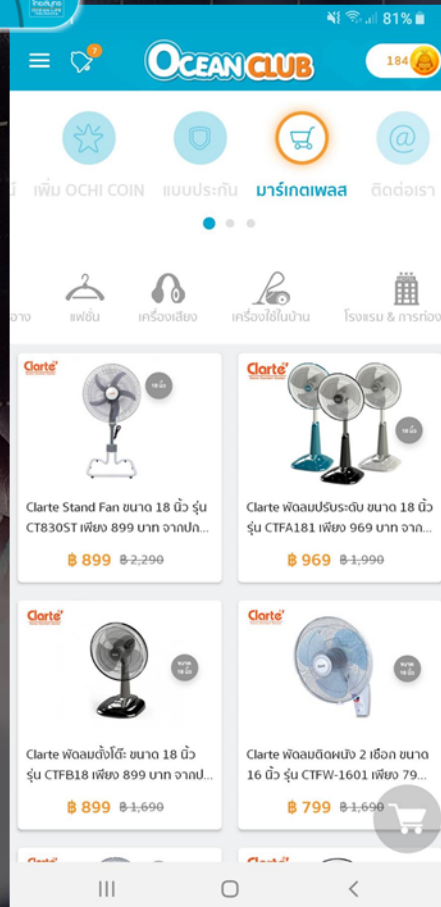 ไทยสมุทร
OCEAN LIFE
81%
7
OCEAN CLUB
184
เพิ่ม OCHI COIN
แบบประกัน
มาร์เกตเพลส
ติดต่อเรา
แฟชั่น
เครื่องเสียง
เครื่องใช้ในบ้าน
โรงแรม & การท่อง
Clarte
18 นิ้ว
Clarte Stand Fan ขนาด 18 นิ้ว รุ่น
CT830ST เพียง 899 บาท จากปก...
฿ 899 ฿ 2,290
Clarte
18 นิ้ว
Clarte พัดลมปรับระดับ ขนาด 18 นิ้ว
รุ่น CTFA181 เพียง 969 บาท จาก...
฿ 969 ฿ 1,990
Clarte
ขนาด
18 นิ้ว
Clarte พัดลมตั้งโต๊ะ ขนาด 18 นิ้ว
รุ่น CTFB18 เพียง 899 บาท จากป...
฿ 899 ฿ 1,690
Clarte
ขนาด
16 นิ้ว
Clarte พัดลมติดผนัง 2 เชือก ขนาด
16 นิ้ว รุ่น CTFW-1601 เพียง 79...
฿ 799 ฿ 1,690
Clarte
Clarte